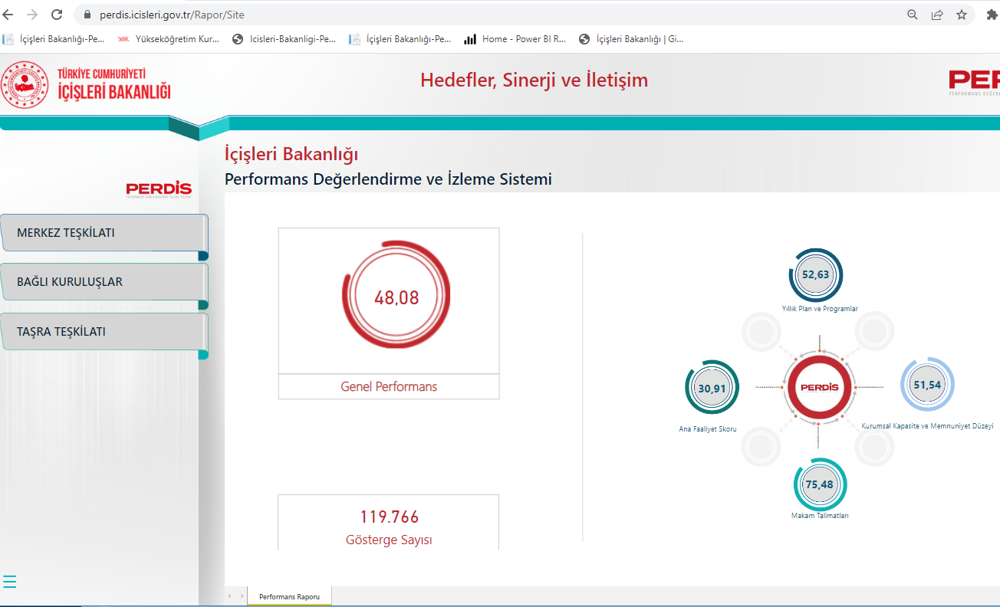 perdis.icisleri.gov.tr/Rapor/Site
İçişleri Bakanlığı-Pe...
Yükseköğretim Kur...
Icisleri-Bakanligi-Pe...
İçişleri Bakanlığı-Pe...
Home - Power BI R...
İçişleri Bakanlığı | Gi...
TÜRKİYE CUMHURİYETİ
İÇİŞLERİ BAKANLIĞI
Hedefler, Sinerji ve İletişim
PER
PERFORMANS DEĞERL
İçişleri Bakanlığı
Performans Değerlendirme ve İzleme Sistemi
PERDİS
MERKEZ TEŞKİLATI
BAĞLI KURULUŞLAR
TAŞRA TEŞKİLATI
48,08
Genel Performans
119.766
Gösterge Sayısı
52,63
Yıllık Plan ve Programlar
30,91
Ana Faaliyet Skoru
PERDİS
51,54
Kurumsal Kapasite ve Memnuniyet Düzeyi
75,48
Makam Talimatları
Performans Raporu